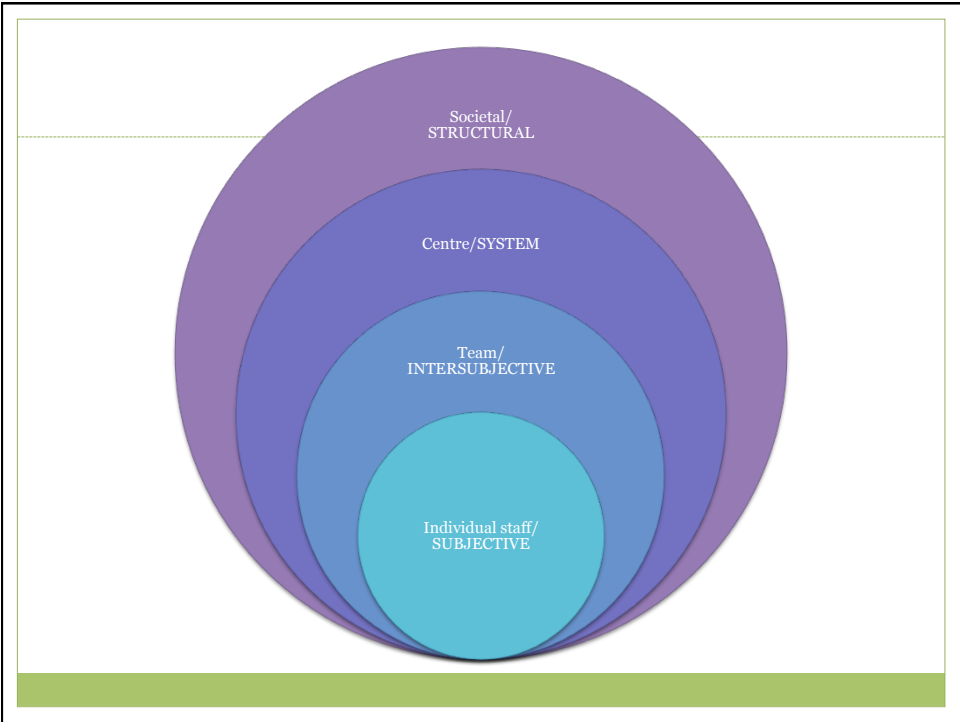 Societal/
STRUCTURAL
Centre/SYSTEM
Team/
INTERSUBJECTIVE
Individual staff/
SUBJECTIVE